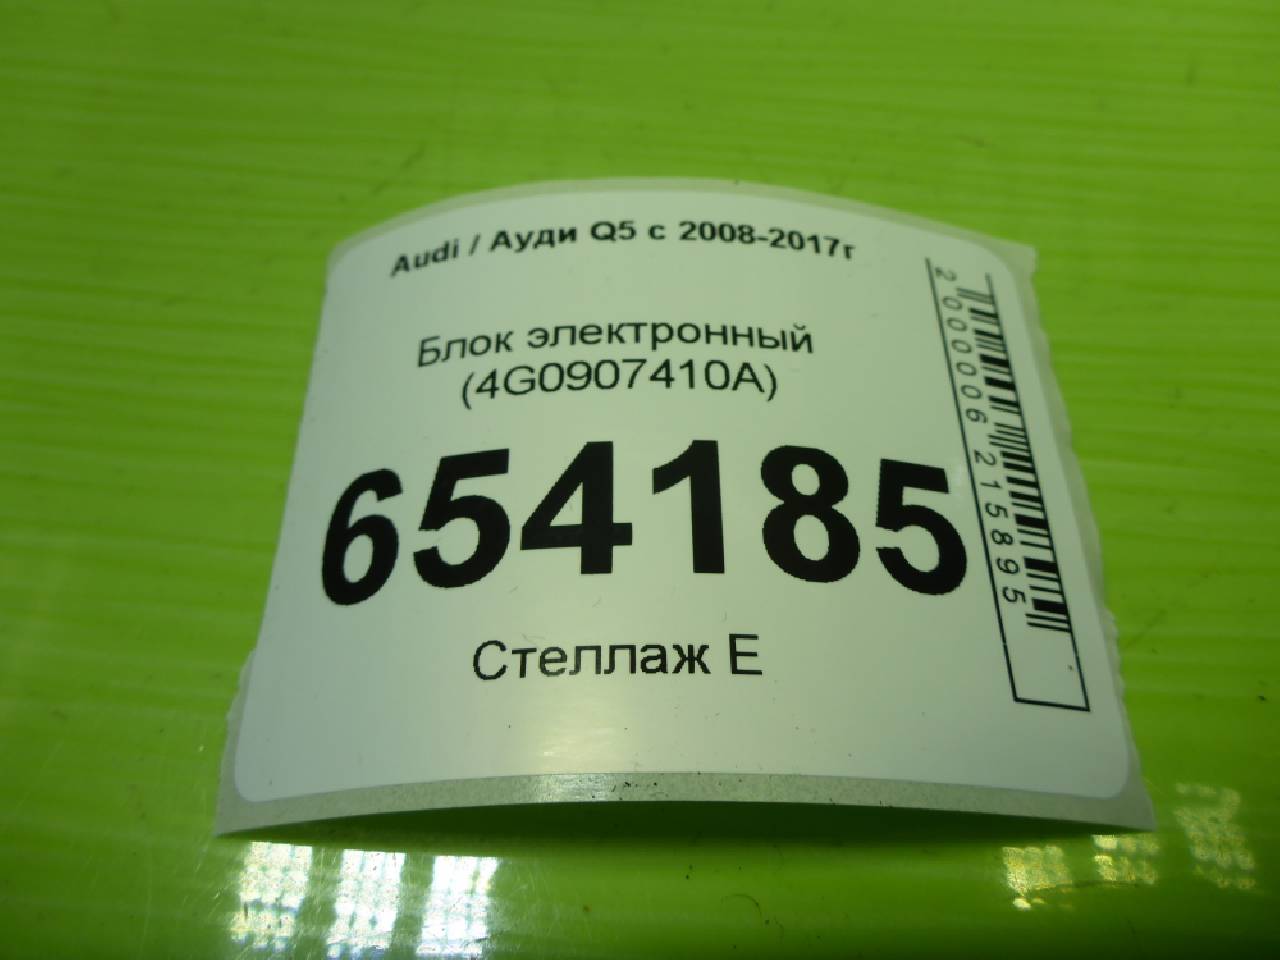 Audi / Ауди Q5 с 2008-2017г
Блок электронный
(4G0907410A)
654185
Стеллаж Е
2000006215895